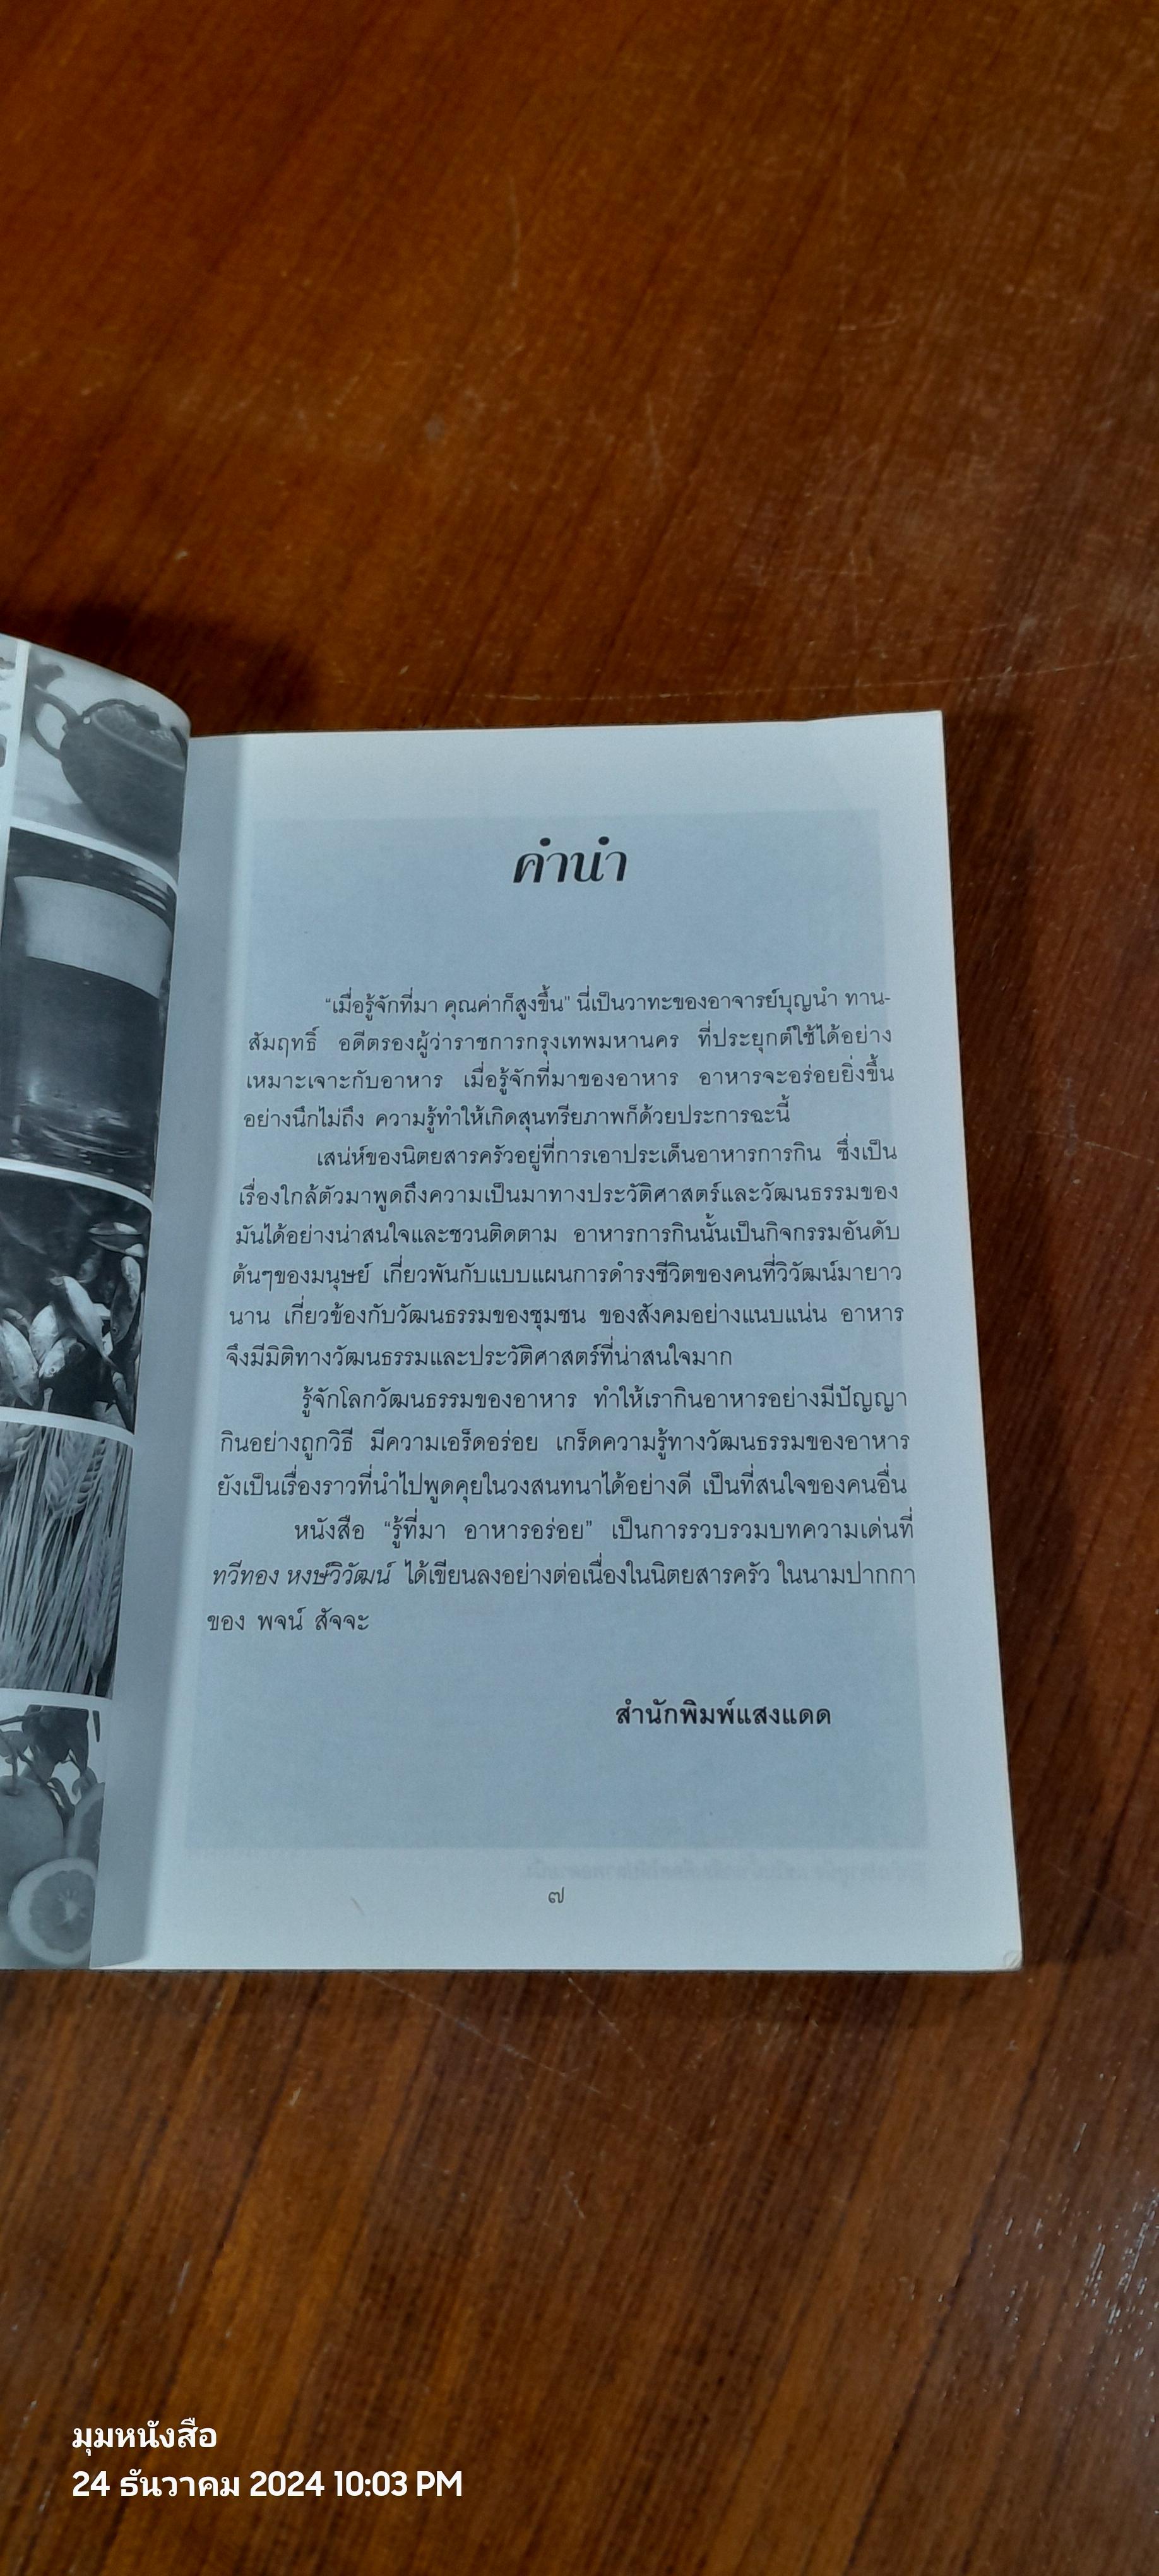 คำนำ
“เมื่อรู้จักที่มา คุณค่าก็สูงขึ้น” นี่เป็นวาทะของอาจารย์บุญนำ ทาน-
สัมฤทธิ์ อดีตรองผู้ว่าราชการกรุงเทพมหานคร ที่ประยุกต์ใช้ได้อย่าง
เหมาะเจาะกับอาหาร เมื่อรู้จักที่มาของอาหาร อาหารจะอร่อยยิ่งขึ้น
อย่างนึกไม่ถึง ความรู้ทำให้เกิดสุนทรียภาพก็ด้วยประการฉะนี้
เสน่ห์ของนิตยสารครัวอยู่ที่การเอาประเด็นอาหารการกิน ซึ่งเป็น
เรื่องใกล้ตัวมาพูดถึงความเป็นมาทางประวัติศาสตร์และวัฒนธรรมของ
มันได้อย่างน่าสนใจและชวนติดตาม อาหารการกินนั้นเป็นกิจกรรมอันดับ
ต้นๆของมนุษย์ เกี่ยวพันกับแบบแผนการดำรงชีวิตของคนที่วิวัฒน์มายาว
นาน เกี่ยวข้องกับวัฒนธรรมของชุมชน ของสังคมอย่างแนบแน่น อาหาร
จึงมีมิติทางวัฒนธรรมและประวัติศาสตร์ที่น่าสนใจมาก
รู้จักโลกวัฒนธรรมของอาหาร ทำให้เรากินอาหารอย่างมีปัญญา
กินอย่างถูกวิธี มีความเอร็ดอร่อย เกร็ดความรู้ทางวัฒนธรรมของอาหาร
ยังเป็นเรื่องราวที่นำไปพูดคุยในวงสนทนาได้อย่างดี เป็นที่สนใจของคนอื่น
หนังสือ “รู้ที่มา อาหารอร่อย” เป็นการรวบรวมบทความเด่นที่
ทวีทอง หงษ์วิวัฒน์ ได้เขียนลงอย่างต่อเนื่องในนิตยสารครัว ในนามปากกา
ของ พจน์ สัจจะ
สำนักพิมพ์แสงแดด
๗
มุมหนังสือ
24 ธันวาคม 2024 10:03 PM